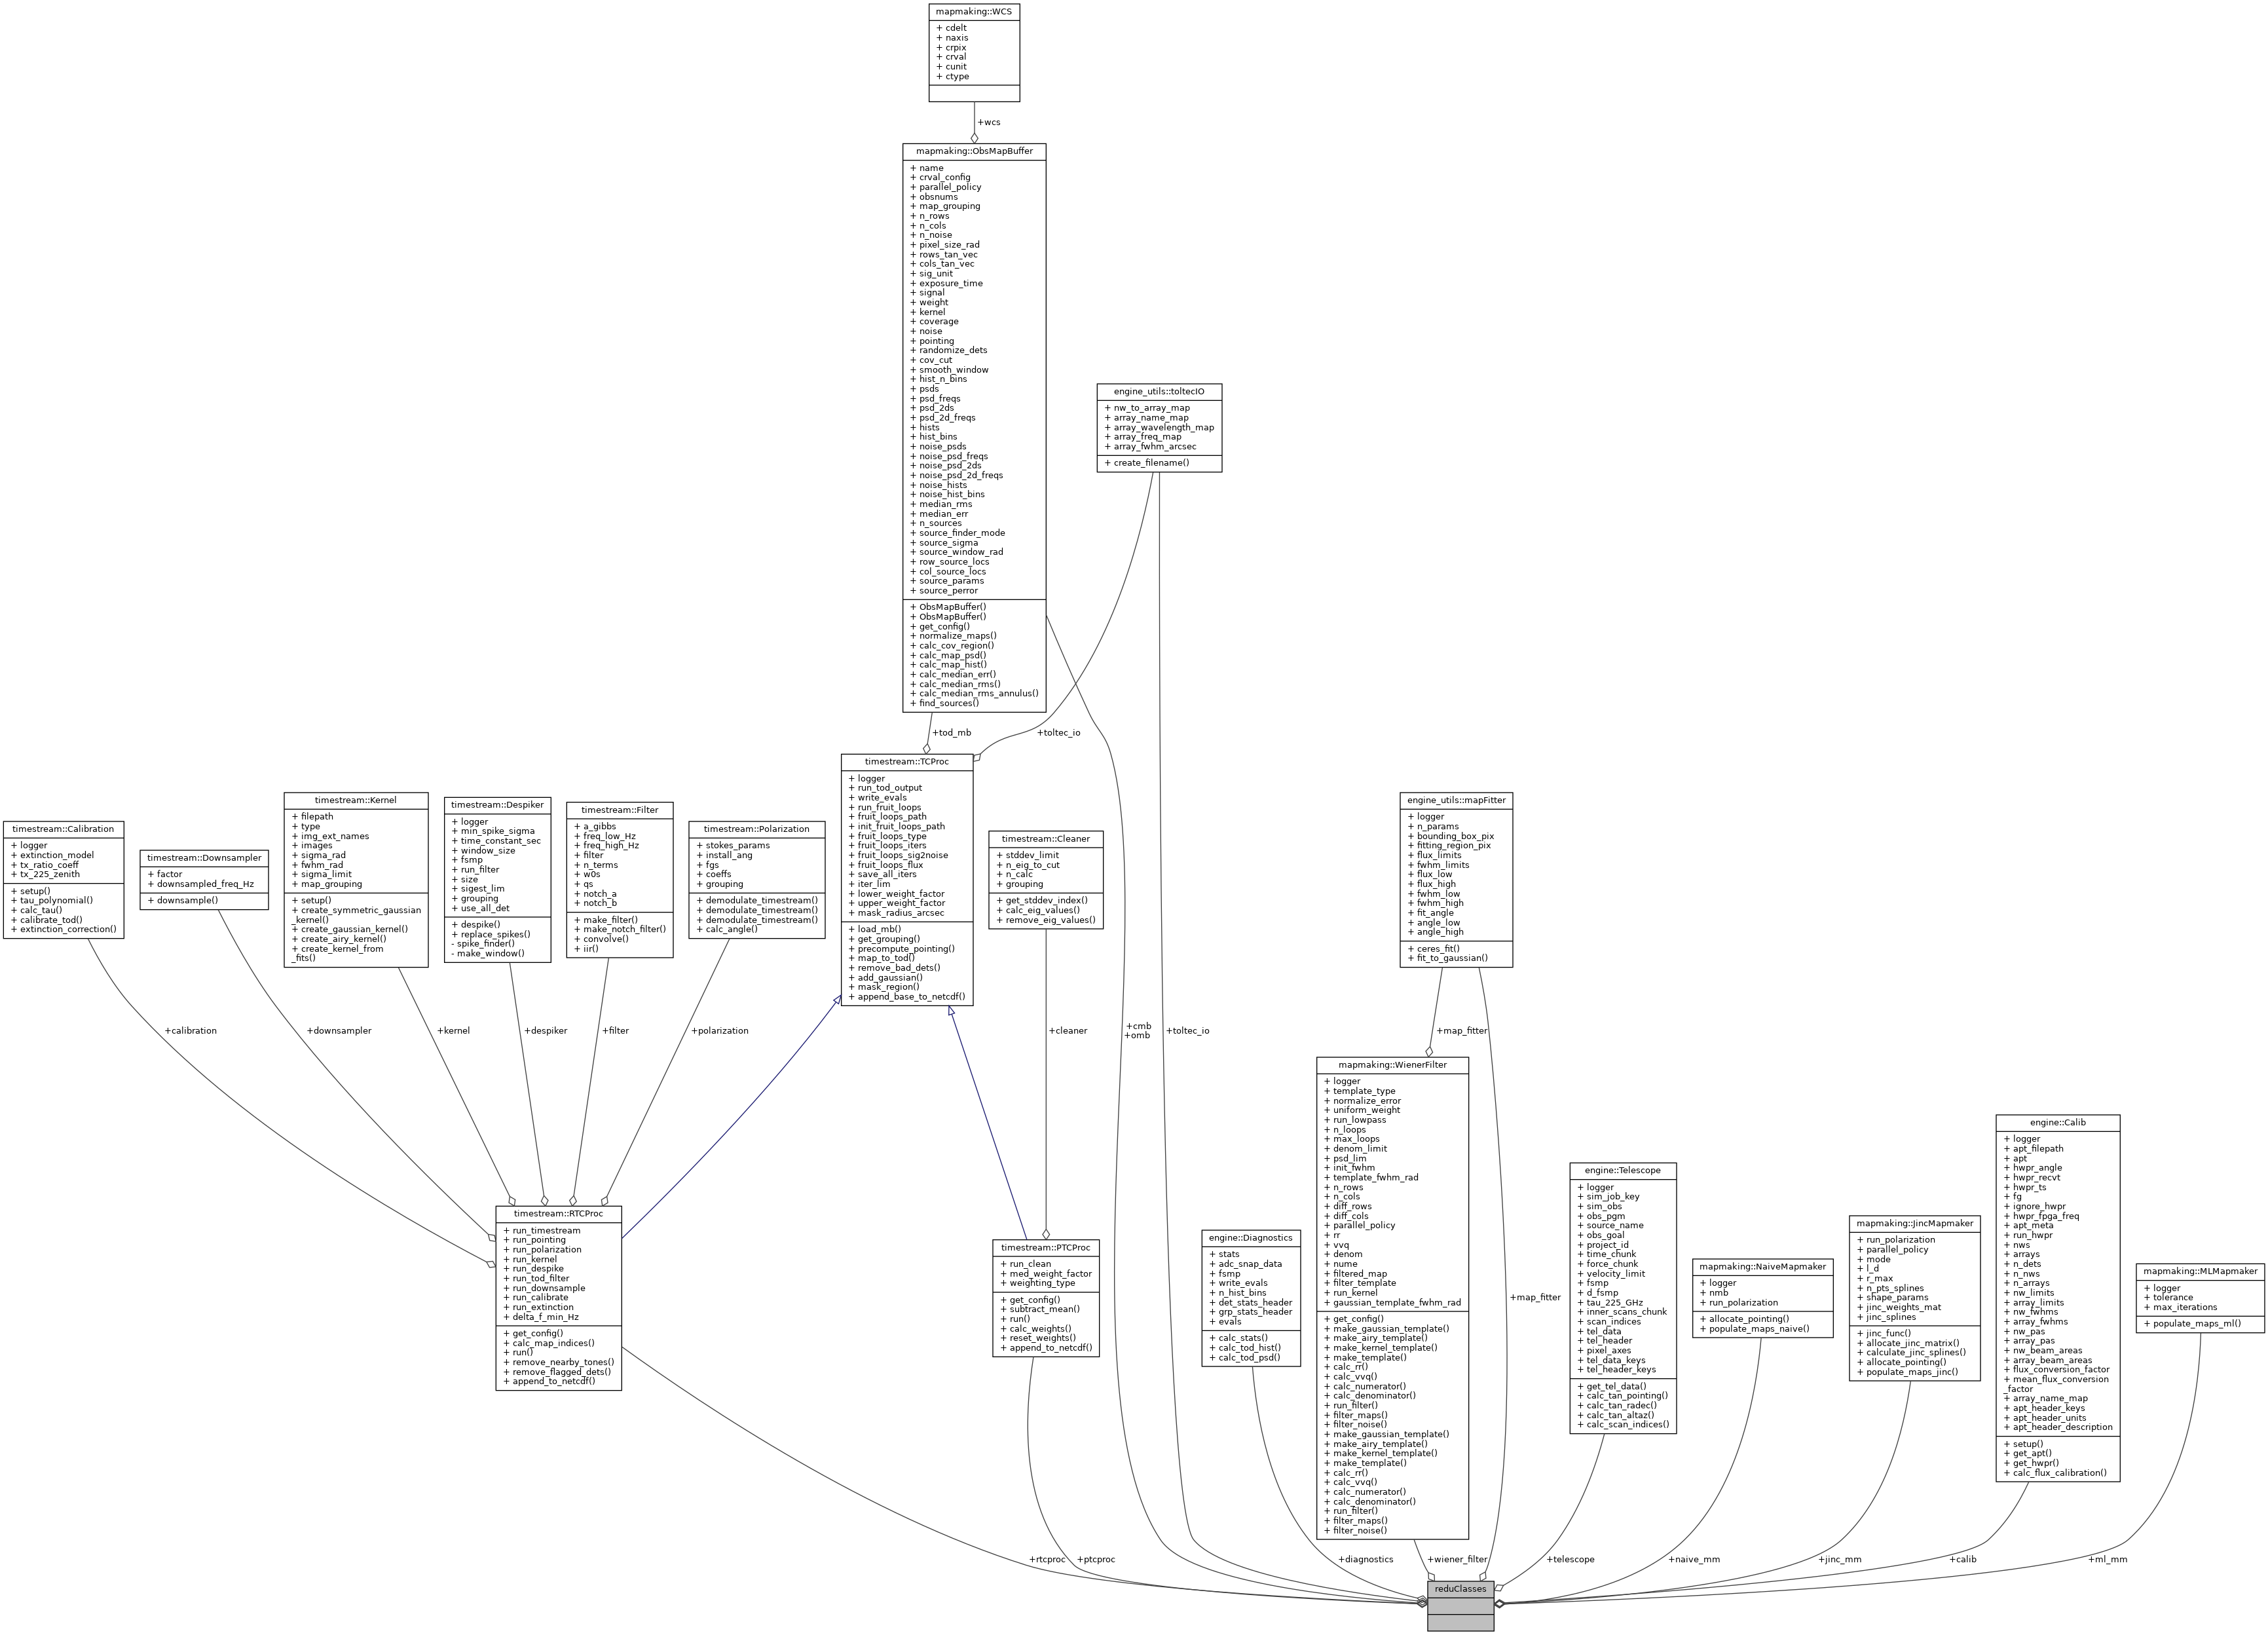 mapmaking::WCS
+ cdelt
+ naxis
+ crpix
+ crval
+ cunit
+ ctype
+wcs
mapmaking::ObsMapBuffer
+ name
+ crval_config
+ parallel_policy
+ obsnums
+ map_grouping
+ n_rows
+ n_cols
+ n_noise
+ pixel_size_rad
+ rows_tan_vec
+ cols_tan_vec
+ sig_unit
+ exposure_time
+ signal
+ weight
+ kernel
+ coverage
+ noise
+ pointing
+ randomize_dets
+ cov_cut
+ smooth_window
+ hist_n_bins
+ psds
+ psd_freqs
+ psd_2ds
+ psd_2d_freqs
+ hists
+ hist_bins
+ noise_psds
+ noise_psd_freqs
+ noise_psd_2ds
+ noise_psd_2d_freqs
+ noise_hists
+ noise_hist_bins
+ median_rms
+ median_err
+ n_sources
+ source_finder_mode
+ source_sigma
+ source_window_rad
+ row_source_locs
+ col_source_locs
+ source_params
+ source_perror
+ ObsMapBuffer()
+ ObsMapBuffer()
+ get_config()
+ normalize_maps()
+ calc_cov_region()
+ calc_map_psd()
+ calc_map_hist()
+ calc_median_err()
+ calc_median_rms()
+ calc_median_rms_annulus()
+ find_sources()
engine_utils::toltecIO
+ nw_to_array_map
+ array_name_map
+ array_wavelength_map
+ array_freq_map
+ array_fwhm_arcsec
+ create_filename()
+tod_mb
+toltec_io
timestream::TCProc
+ logger
+ run_tod_output
+ write_evals
+ run_fruit_loops
+ fruit_loops_path
+ init_fruit_loops_path
+ fruit_loops_type
+ fruit_loops_iters
+ fruit_loops_sig2noise
+ fruit_loops_flux
+ save_all_iters
+ iter_lim
+ lower_weight_factor
+ upper_weight_factor
+ mask_radius_arcsec
+ load_mb()
+ get_grouping()
+ precompute_pointing()
+ map_to_tod()
+ remove_bad_dets()
+ add_gaussian()
+ mask_region()
+ append_base_to_netcdf()
timestream::Calibration
+ logger
+ extinction_model
+ tx_ratio_coeff
+ tx_225_zenith
+ setup()
+ tau_polynomial()
+ calc_tau()
+ calibrate_tod()
+ extinction_correction()
timestream::Downsampler
+ factor
+ downsampled_freq_Hz
+ downsample()
timestream::Kernel
+ filepath
+ type
+ img_ext_names
+ images
+ sigma_rad
+ fwhm_rad
+ sigma_limit
+ map_grouping
+ setup()
+ create_symmetric_gaussian
_kernel()
+ create_gaussian_kernel()
+ create_airy_kernel()
+ create_kernel_from
_fits()
timestream::Despiker
+ logger
+ min_spike_sigma
+ time_constant_sec
+ window_size
+ fsmp
+ run_filter
+ size
+ sigest_lim
+ grouping
+ use_all_det
+ despike()
+ replace_spikes()
- spike_finder()
- make_window()
timestream::Filter
+ a_gibbs
+ freq_low_Hz
+ freq_high_Hz
+ filter
+ n_terms
+ w0s
+ qs
+ notch_a
+ notch_b
+ make_filter()
+ make_notch_filter()
+ convolve()
+ iir()
timestream::Polarization
+ stokes_params
+ install_ang
+ fgs
+ coeffs
+ grouping
+ demodulate_timestream()
+ demodulate_timestream()
+ demodulate_timestream()
+ calc_angle()
timestream::Cleaner
+ stddev_limit
+ n_eig_to_cut
+ n_calc
+ grouping
+ get_stddev_index()
+ calc_eig_values()
+ remove_eig_values()
engine_utils::mapFitter
+ logger
+ n_params
+ bounding_box_pix
+ fitting_region_pix
+ flux_limits
+ fwhm_limits
+ flux_low
+ flux_high
+ fwhm_low
+ fwhm_high
+ fit_angle
+ angle_low
+ angle_high
+ ceres_fit()
+ fit_to_gaussian()
+calibration
+downsampler
+kernel
+despiker
+filter
+polarization
+cleaner
+cmb
+omb
+toltec_io
+map_fitter
timestream::RTCProc
+ run_timestream
+ run_pointing
+ run_polarization
+ run_kernel
+ run_despike
+ run_tod_filter
+ run_downsample
+ run_calibrate
+ run_extinction
+ delta_f_min_Hz
+ get_config()
+ calc_map_indices()
+ run()
+ remove_nearby_tones()
+ remove_flagged_dets()
+ append_to_netcdf()
timestream::PTCProc
+ run_clean
+ med_weight_factor
+ weighting_type
+ get_config()
+ subtract_mean()
+ run()
+ calc_weights()
+ reset_weights()
+ append_to_netcdf()
engine::Diagnostics
+ stats
+ adc_snap_data
+ fsmp
+ write_evals
+ n_hist_bins
+ det_stats_header
+ grp_stats_header
+ evals
+ calc_stats()
+ calc_tod_hist()
+ calc_tod_psd()
mapmaking::WienerFilter
+ logger
+ template_type
+ normalize_error
+ uniform_weight
+ run_lowpass
+ n_loops
+ max_loops
+ denom_limit
+ psd_lim
+ init_fwhm
+ template_fwhm_rad
+ n_rows
+ n_cols
+ diff_rows
+ diff_cols
+ parallel_policy
+ rr
+ vvq
+ denom
+ nume
+ filtered_map
+ filter_template
+ run_kernel
+ gaussian_template_fwhm_rad
+ get_config()
+ make_gaussian_template()
+ make_airy_template()
+ make_kernel_template()
+ make_template()
+ calc_rr()
+ calc_vvq()
+ calc_numerator()
+ calc_denominator()
+ run_filter()
+ filter_maps()
+ filter_noise()
+ make_gaussian_template()
+ make_airy_template()
+ make_kernel_template()
+ make_template()
+ calc_rr()
+ calc_vvq()
+ calc_numerator()
+ calc_denominator()
+ run_filter()
+ filter_maps()
+ filter_noise()
+map_fitter
engine::Telescope
+ logger
+ sim_job_key
+ sim_obs
+ obs_pgm
+ source_name
+ obs_goal
+ project_id
+ time_chunk
+ force_chunk
+ velocity_limit
+ fsmp
+ d_fsmp
+ tau_225_GHz
+ inner_scans_chunk
+ scan_indices
+ tel_data
+ tel_header
+ pixel_axes
+ tel_data_keys
+ tel_header_keys
+ get_tel_data()
+ calc_tan_pointing()
+ calc_tan_radec()
+ calc_tan_altaz()
+ calc_scan_indices()
mapmaking::NaiveMapmaker
+ logger
+ nmb
+ run_polarization
+ allocate_pointing()
+ populate_maps_naive()
mapmaking::JincMapmaker
+ run_polarization
+ parallel_policy
+ mode
+ l_d
+ r_max
+ n_pts_splines
+ shape_params
+ jinc_weights_mat
+ jinc_splines
+ jinc_func()
+ allocate_jinc_matrix()
+ calculate_jinc_splines()
+ allocate_pointing()
+ populate_maps_jinc()
engine::Calib
+ logger
+ apt_filepath
+ apt
+ hwpr_angle
+ hwpr_recvt
+ hwpr_ts
+ fg
+ ignore_hwpr
+ hwpr_fpga_freq
+ apt_meta
+ run_hwpr
+ nws
+ arrays
+ n_dets
+ n_nws
+ n_arrays
+ nw_limits
+ array_limits
+ nw_fwhms
+ array_fwhms
+ nw_pas
+ array_pas
+ nw_beam_areas
+ array_beam_areas
+ flux_conversion_factor
+ mean_flux_conversion
_factor
+ array_name_map
+ apt_header_keys
+ apt_header_units
+ apt_header_description
+ setup()
+ get_apt()
+ get_hwpr()
+ calc_flux_calibration()
mapmaking::MLMapmaker
+ logger
+ tolerance
+ max_iterations
+ populate_maps_ml()
+rtcproc
+ptcproc
+diagnostics
+wiener_filter
+telescope
+naive_mm
+jinc_mm
+calib
+ml_mm
reduClasses